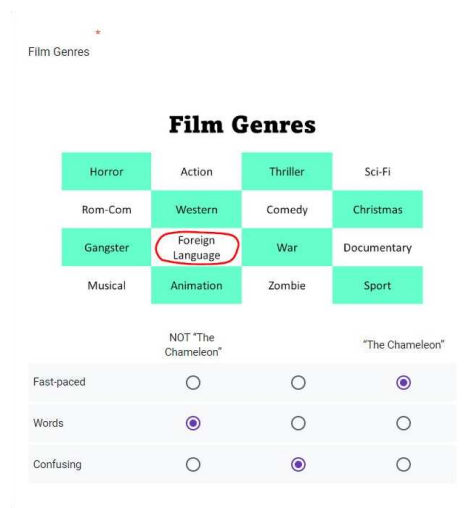 *
Film Genres
Film Genres
Horror Action Thriller Sci-Fi
Rom-Com Western Comedy Christmas
Gangster Foreign Language War Documentary
Musical Animation Zombie Sport
NOT "The Chameleon" "The Chameleon"
Fast-paced
Words
Confusing